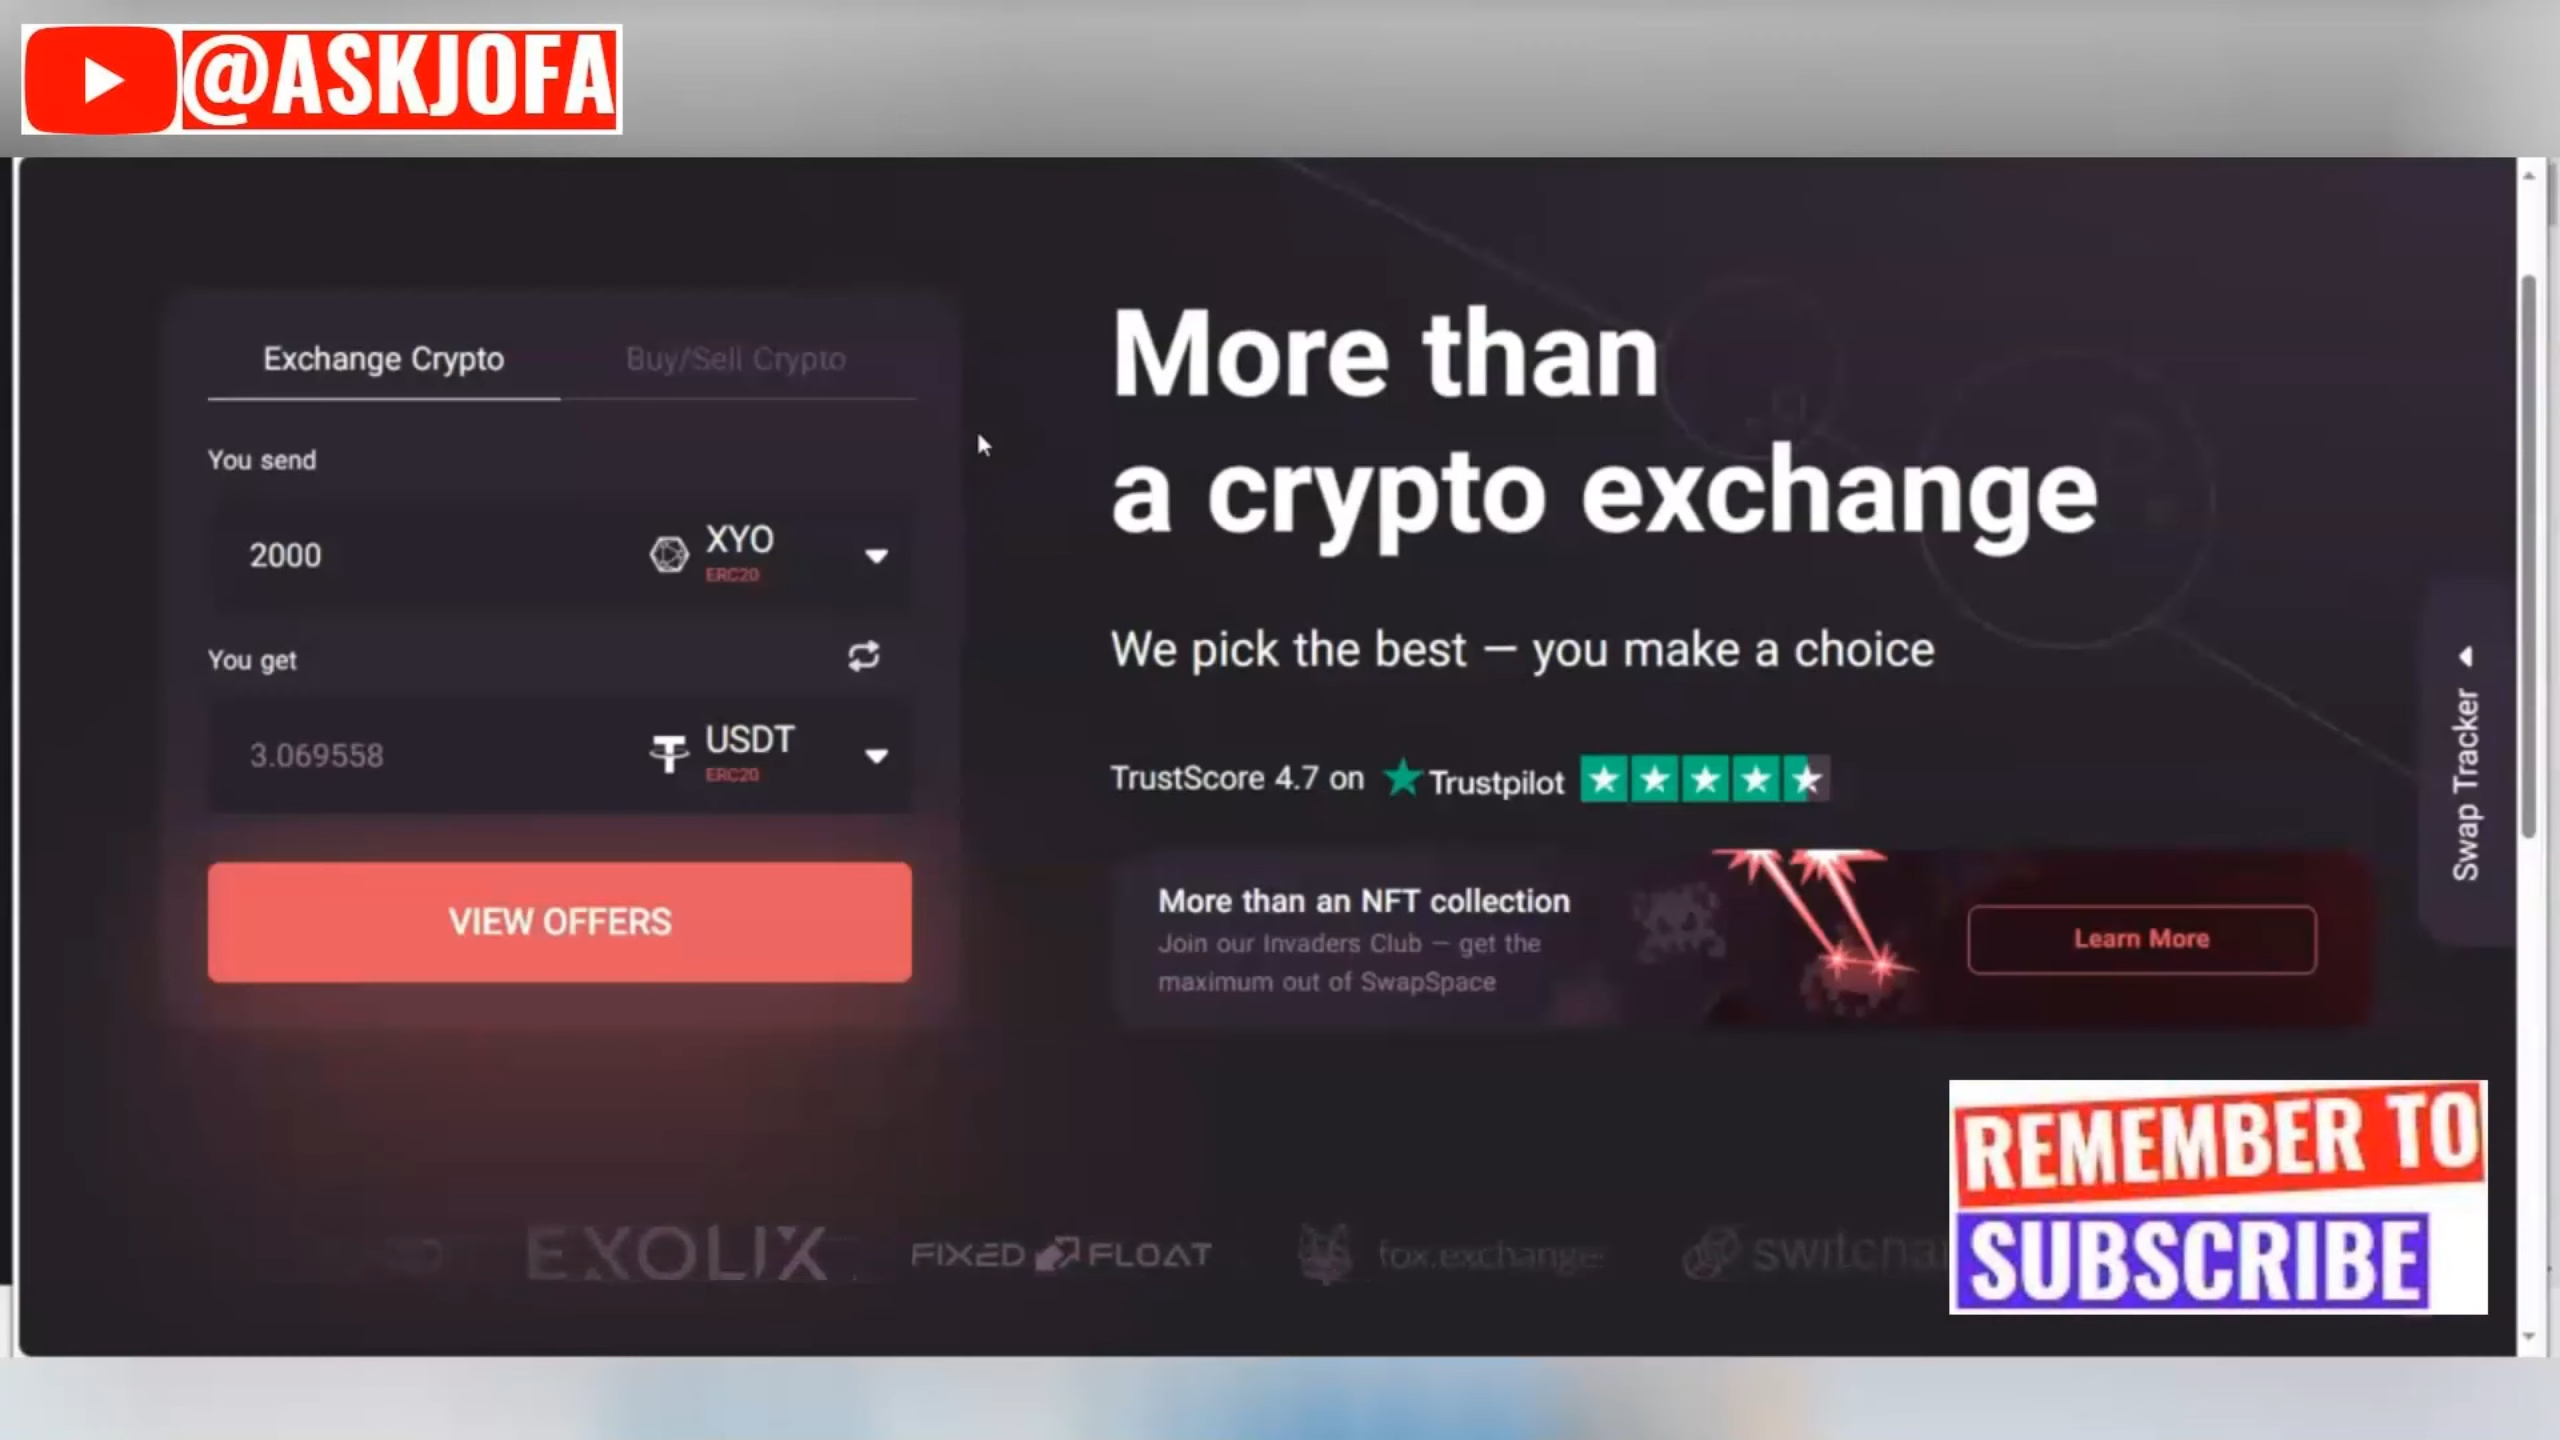 @ASKJOFA
Exchange Crypto
Buy/Sell Crypto
You send
2000
XYO
ERC20
You get
3.069558
USDT
ERC20
VIEW OFFERS
More than
a crypto exchange
We pick the best — you make a choice
TrustScore 4.7 on Trustpilot
More than an NFT collection
Join our Invaders Club — get the
maximum out of SwapSpace
Learn More
Swap Tracker
EXOLIX
FIXED FLOAT
fox.exchange
REMEMBER TO
SUBSCRIBE